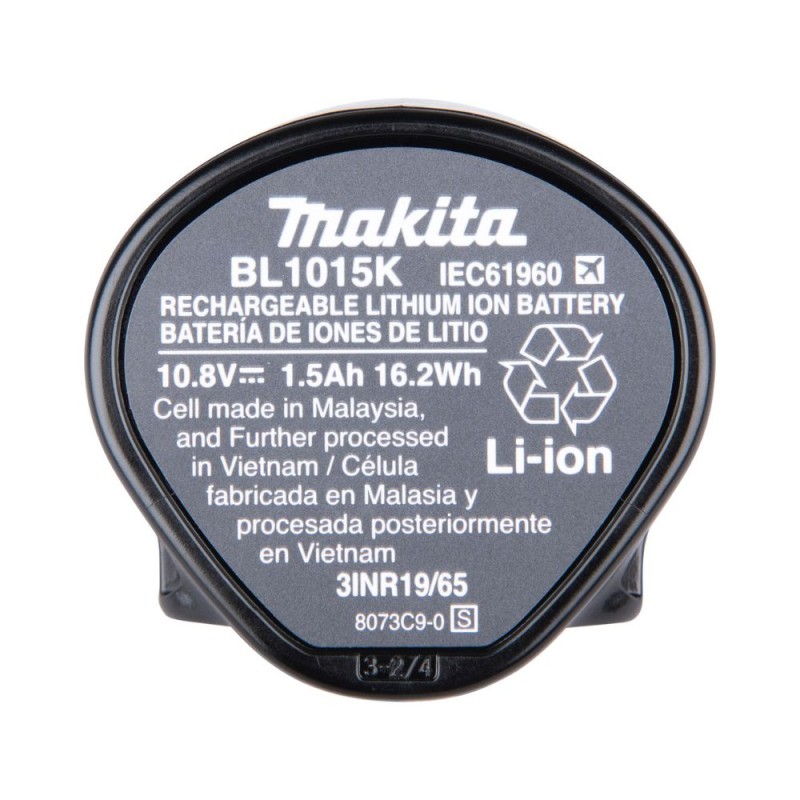 makita
BL1015K IEC61960
RECHARGEABLE LITHIUM ION BATTERY
BATERÍA DE IONES DE LITIO
10.8V⎓ 1.5Ah 16.2Wh
Cell made in Malaysia,
and Further processed
in Vietnam / Célula
fabricada en Malasia y
procesada posteriormente
en Vietnam
Li-ion
3INR19/65
8073C9-0 S
3-2/4